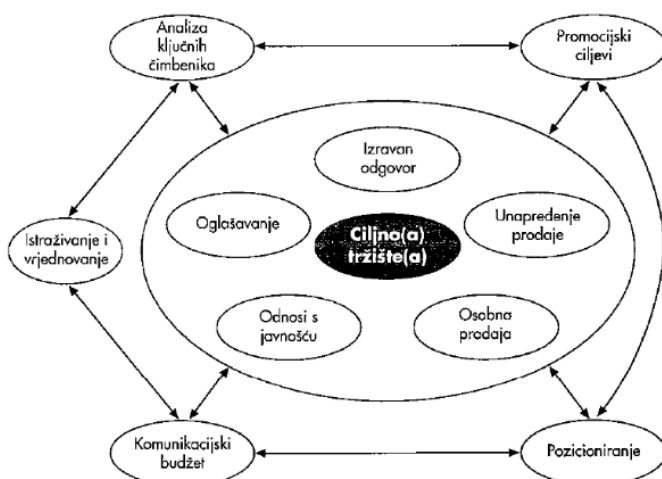 Analiza
ključnih
čimbenika
Promocijski
ciljevi
Izravan
odgovor
Oglašavanje
Unapređenje
prodaje
Ciljna(a)
tržište(a)
Istraživanje i
vrjednovanje
Odnosi s
javnošću
Osobna
prodaja
Komunikacijski
budžet
Pozicioniranje